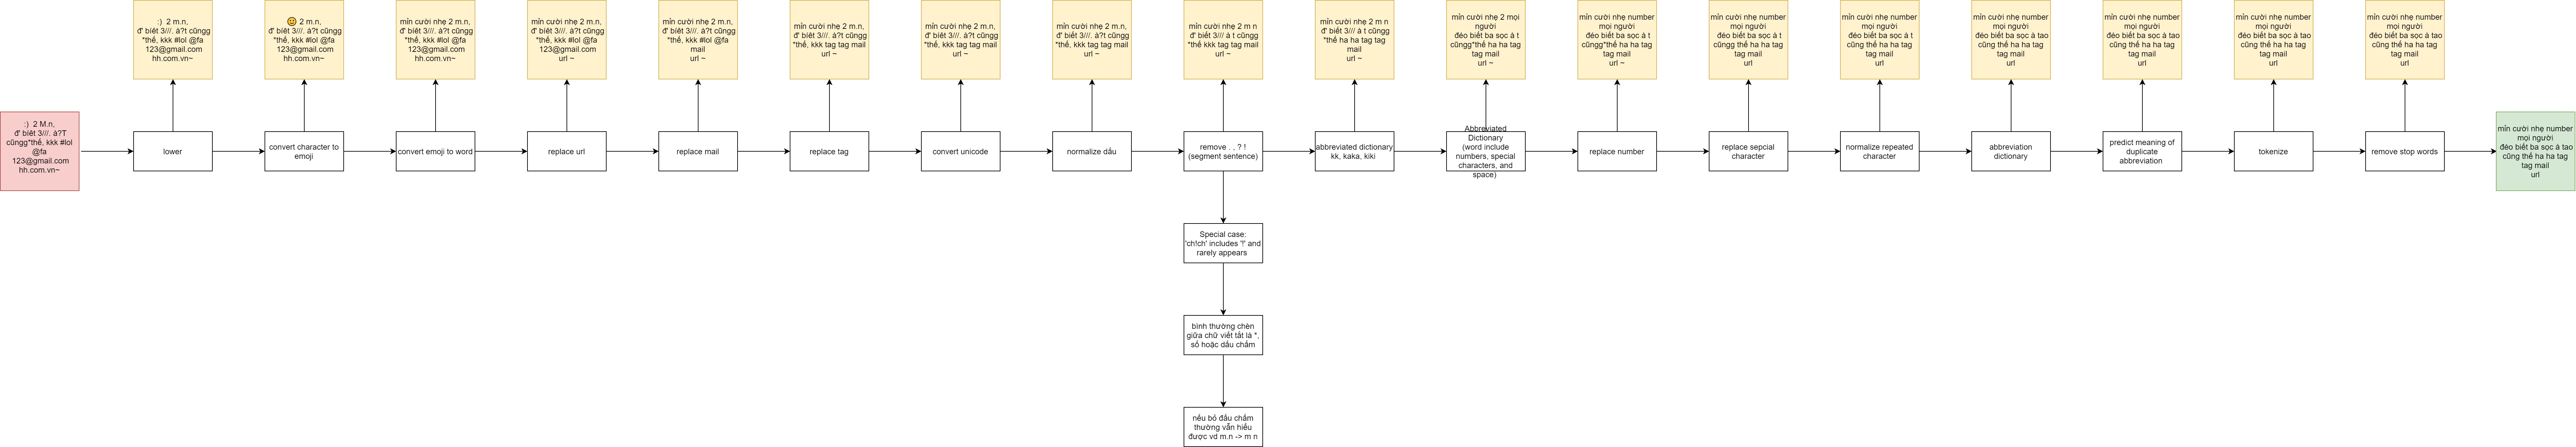 :)  2 M.n,
đ' biêt 3///. à?T
cũngg*thế, kkk #lol
@fa
123@gmail.com
hh.com.vn~
:)  2 m.n,
đ' biêt 3///. à?t cũngg
*thế, kkk #lol @fa
123@gmail.com
hh.com.vn~
lower
🙂 2 m.n,
đ' biêt 3///. à?t cũngg
*thế, kkk #lol @fa
123@gmail.com
hh.com.vn~
convert character to
emoji
mỉn cười nhẹ 2 m.n,
đ' biêt 3///. à?t cũngg
*thế, kkk #lol @fa
123@gmail.com
hh.com.vn~
convert emoji to word
mỉn cười nhẹ 2 m.n,
đ' biêt 3///. à?t cũngg
*thế, kkk #lol @fa
123@gmail.com
url ~
replace url
mỉn cười nhẹ 2 m.n,
đ' biêt 3///. à?t cũngg
*thế, kkk #lol @fa
mail
url ~
replace mail
mỉn cười nhẹ 2 m.n,
đ' biêt 3///. à?t cũngg
*thế, kkk tag tag mail
url ~
replace tag
mỉn cười nhẹ 2 m.n,
đ' biêt 3///. à?t cũngg
*thế, kkk tag tag mail
url ~
convert unicode
mỉn cười nhẹ 2 m.n,
đ' biết 3///. à?t cũngg
*thế, kkk tag tag mail
url ~
normalize dấu
mỉn cười nhẹ 2 m n
đ' biết 3/// à t cũngg
*thế kkk tag tag mail
url ~
remove . , ? !
(segment sentence)
Special case:
'ch!ch' includes '!' and
rarely appears
bình thường chèn
giữa chữ viết tắt là *,
số hoặc dấu chấm
nếu bỏ dấu chấm
thường vẫn hiểu
được vd m.n -> m n
mỉn cười nhẹ 2 m n
đ' biết 3/// à t cũngg
*thế ha ha tag tag
mail
url ~
abbreviated dictionary
kk, kaka, kiki
mỉn cười nhẹ 2 mọi
người
đéo biết ba sọc à t
cũngg*thế ha ha tag
tag mail
url ~
Abbreviated
Dictionary
(word include
numbers, special
characters, and
space)
mỉn cười nhẹ number
mọi người
đéo biết ba sọc à t
cũngg*thế ha ha tag
tag mail
url ~
replace number
mỉn cười nhẹ number
mọi người
đéo biết ba sọc à t
cũngg thế ha ha tag
tag mail
url
replace sepcial
character
mỉn cười nhẹ number
mọi người
đéo biết ba sọc à t
cũng thế ha ha tag
tag mail
url
normalize repeated
character
mỉn cười nhẹ number
mọi người
đéo biết ba sọc à tao
cũng thế ha ha tag
tag mail
url
abbreviation
dictionary
mỉn cười nhẹ number
mọi người
đéo biết ba sọc à tao
cũng thế ha ha tag
tag mail
url
predict meaning of
duplicate
abbreviation
mỉn cười nhẹ number
mọi người
đéo biết ba sọc à tao
cũng thế ha ha tag
tag mail
url
tokenize
mỉn cười nhẹ number
mọi người
đéo biết ba sọc à tao
cũng thế ha ha tag
tag mail
url
remove stop words
mỉn cười nhẹ number
mọi người
đéo biết ba sọc à tao
cũng thế ha ha tag
tag mail
url